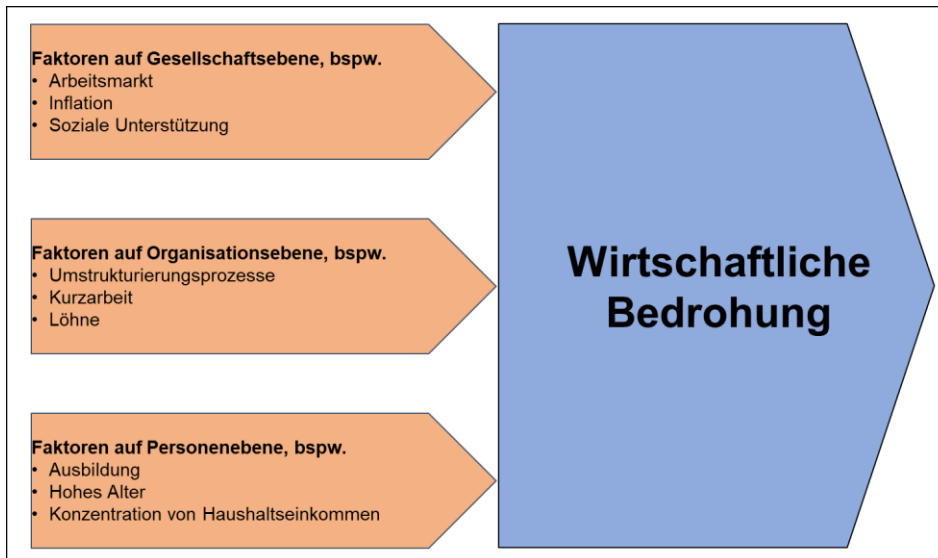 Faktoren auf Gesellschaftsebene, bspw.
• Arbeitsmarkt
• Inflation
• Soziale Unterstützung
Faktoren auf Organisationsebene, bspw.
• Umstrukturierungsprozesse
• Kurzarbeit
• Löhne
Faktoren auf Personenebene, bspw.
• Ausbildung
• Hohes Alter
• Konzentration von Haushaltseinkommen
Wirtschaftliche
Bedrohung